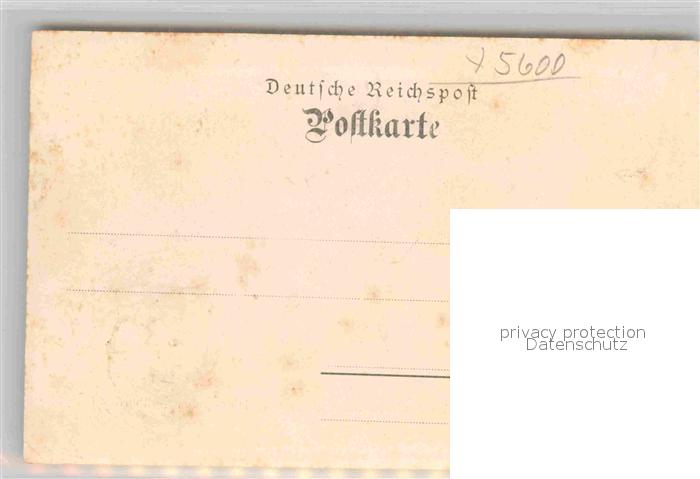 x 5600
Deutſche Reichspoſt
Poſtkarte
privacy protection
Datenschutz